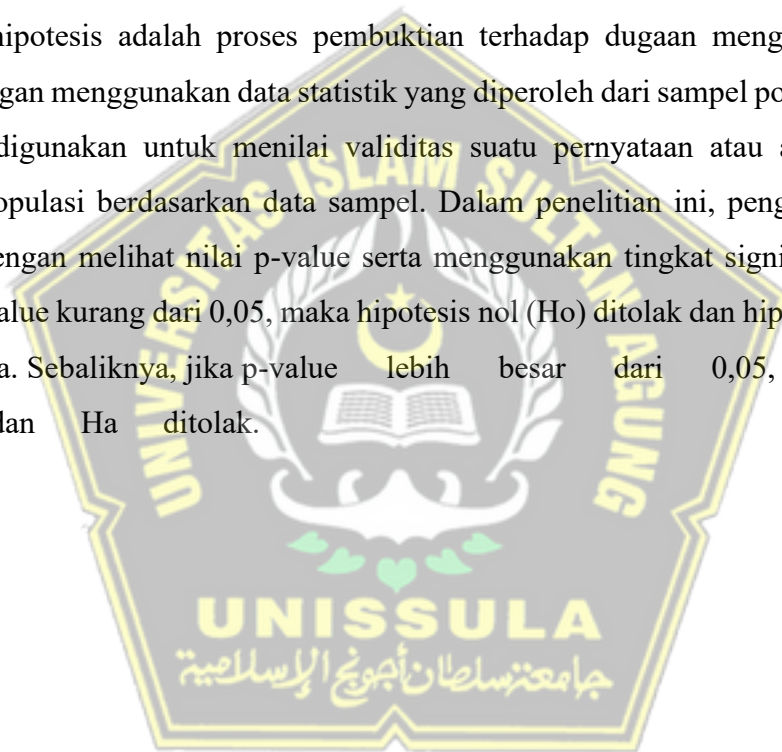 hipotesis adalah proses pembuktian terhadap dugaan meng
gan menggunakan data statistik yang diperoleh dari sampel po
digunakan untuk menilai validitas suatu pernyataan atau a
opulasi berdasarkan data sampel. Dalam penelitian ini, peng
engan melihat nilai p-value serta menggunakan tingkat signi
alue kurang dari 0,05, maka hipotesis nol (Ho) ditolak dan hip
a. Sebaliknya, jika p-value lebih besar dari 0,05,
dan Ha ditolak.
UNIVERSITAS ISLAM SULTAN AGUNG
UNISSULA
جامعة سلطان أجونج الإسلامية